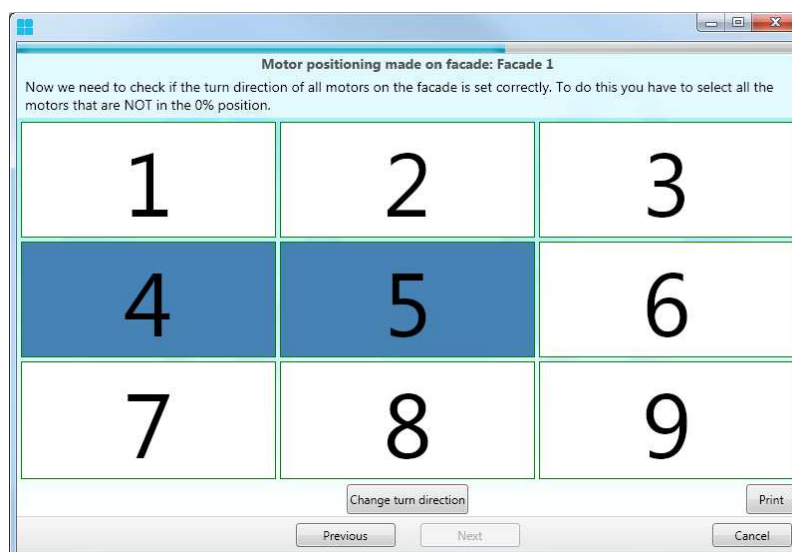 Motor positioning made on facade: Facade 1
Now we need to check if the turn direction of all motors on the facade is set correctly. To do this you have to select all the
motors that are NOT in the 0% position.
1 2 3
4 5 6
7 8 9
Change turn direction Print
Previous Next Cancel